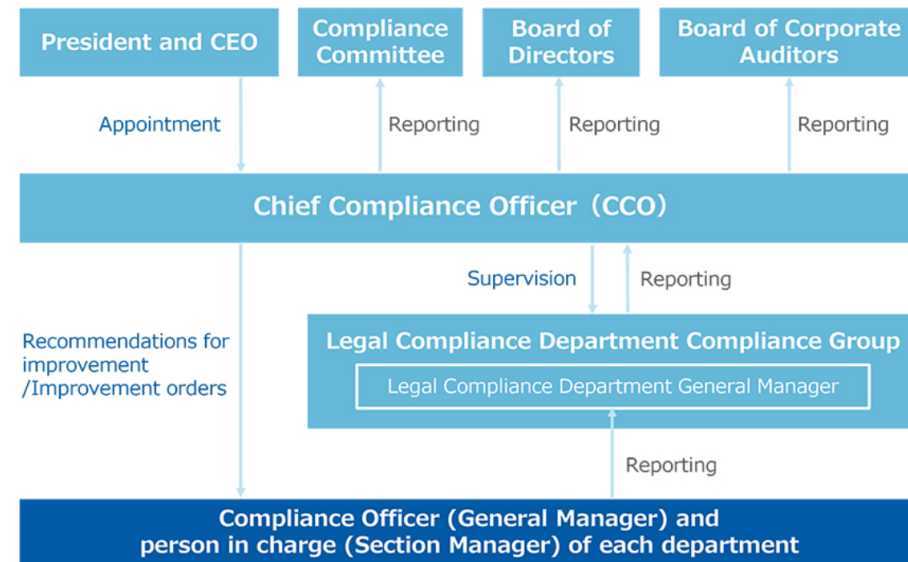 President and CEO
Compliance
Committee
Board of
Directors
Board of Corporate
Auditors
Appointment
Reporting
Reporting
Reporting
Chief Compliance Officer（CCO）
Supervision
Reporting
Recommendations for
improvement
/Improvement orders
Legal Compliance Department Compliance Group
Legal Compliance Department General Manager
Reporting
Compliance Officer (General Manager) and
person in charge (Section Manager) of each department